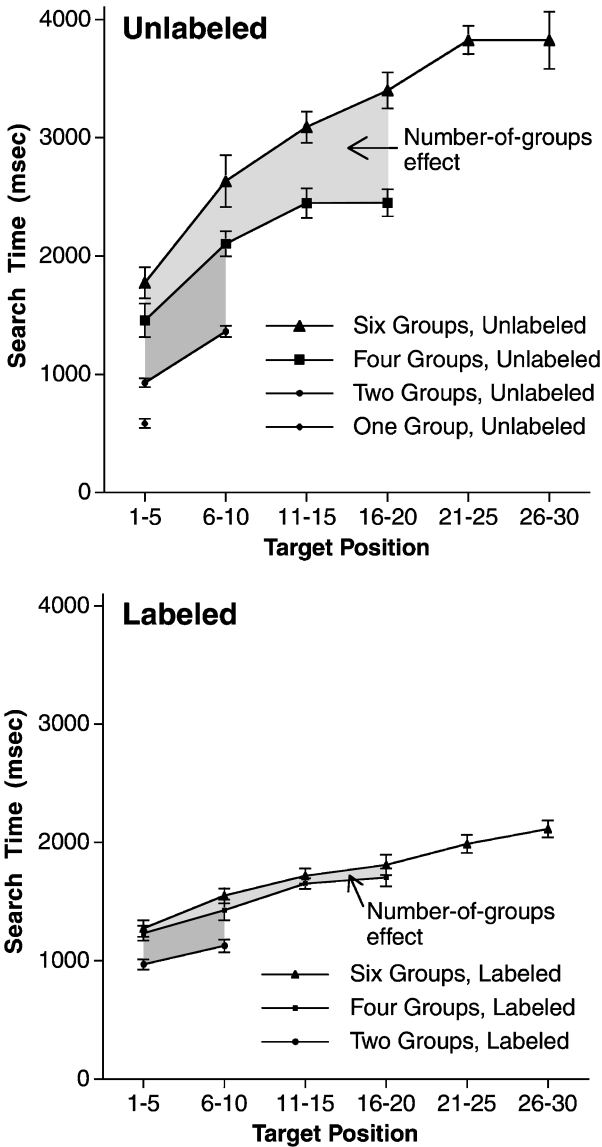 Unlabeled
4000
3000
2000
1000
0
Search Time (msec)
Number-of-groups
effect
Six Groups, Unlabeled
Four Groups, Unlabeled
Two Groups, Unlabeled
One Group, Unlabeled
1-5 6-10 11-15 16-20 21-25 26-30
Target Position
Labeled
4000
3000
2000
1000
0
Search Time (msec)
Number-of-groups
effect
Six Groups, Labeled
Four Groups, Labeled
Two Groups, Labeled
1-5 6-10 11-15 16-20 21-25 26-30
Target Position